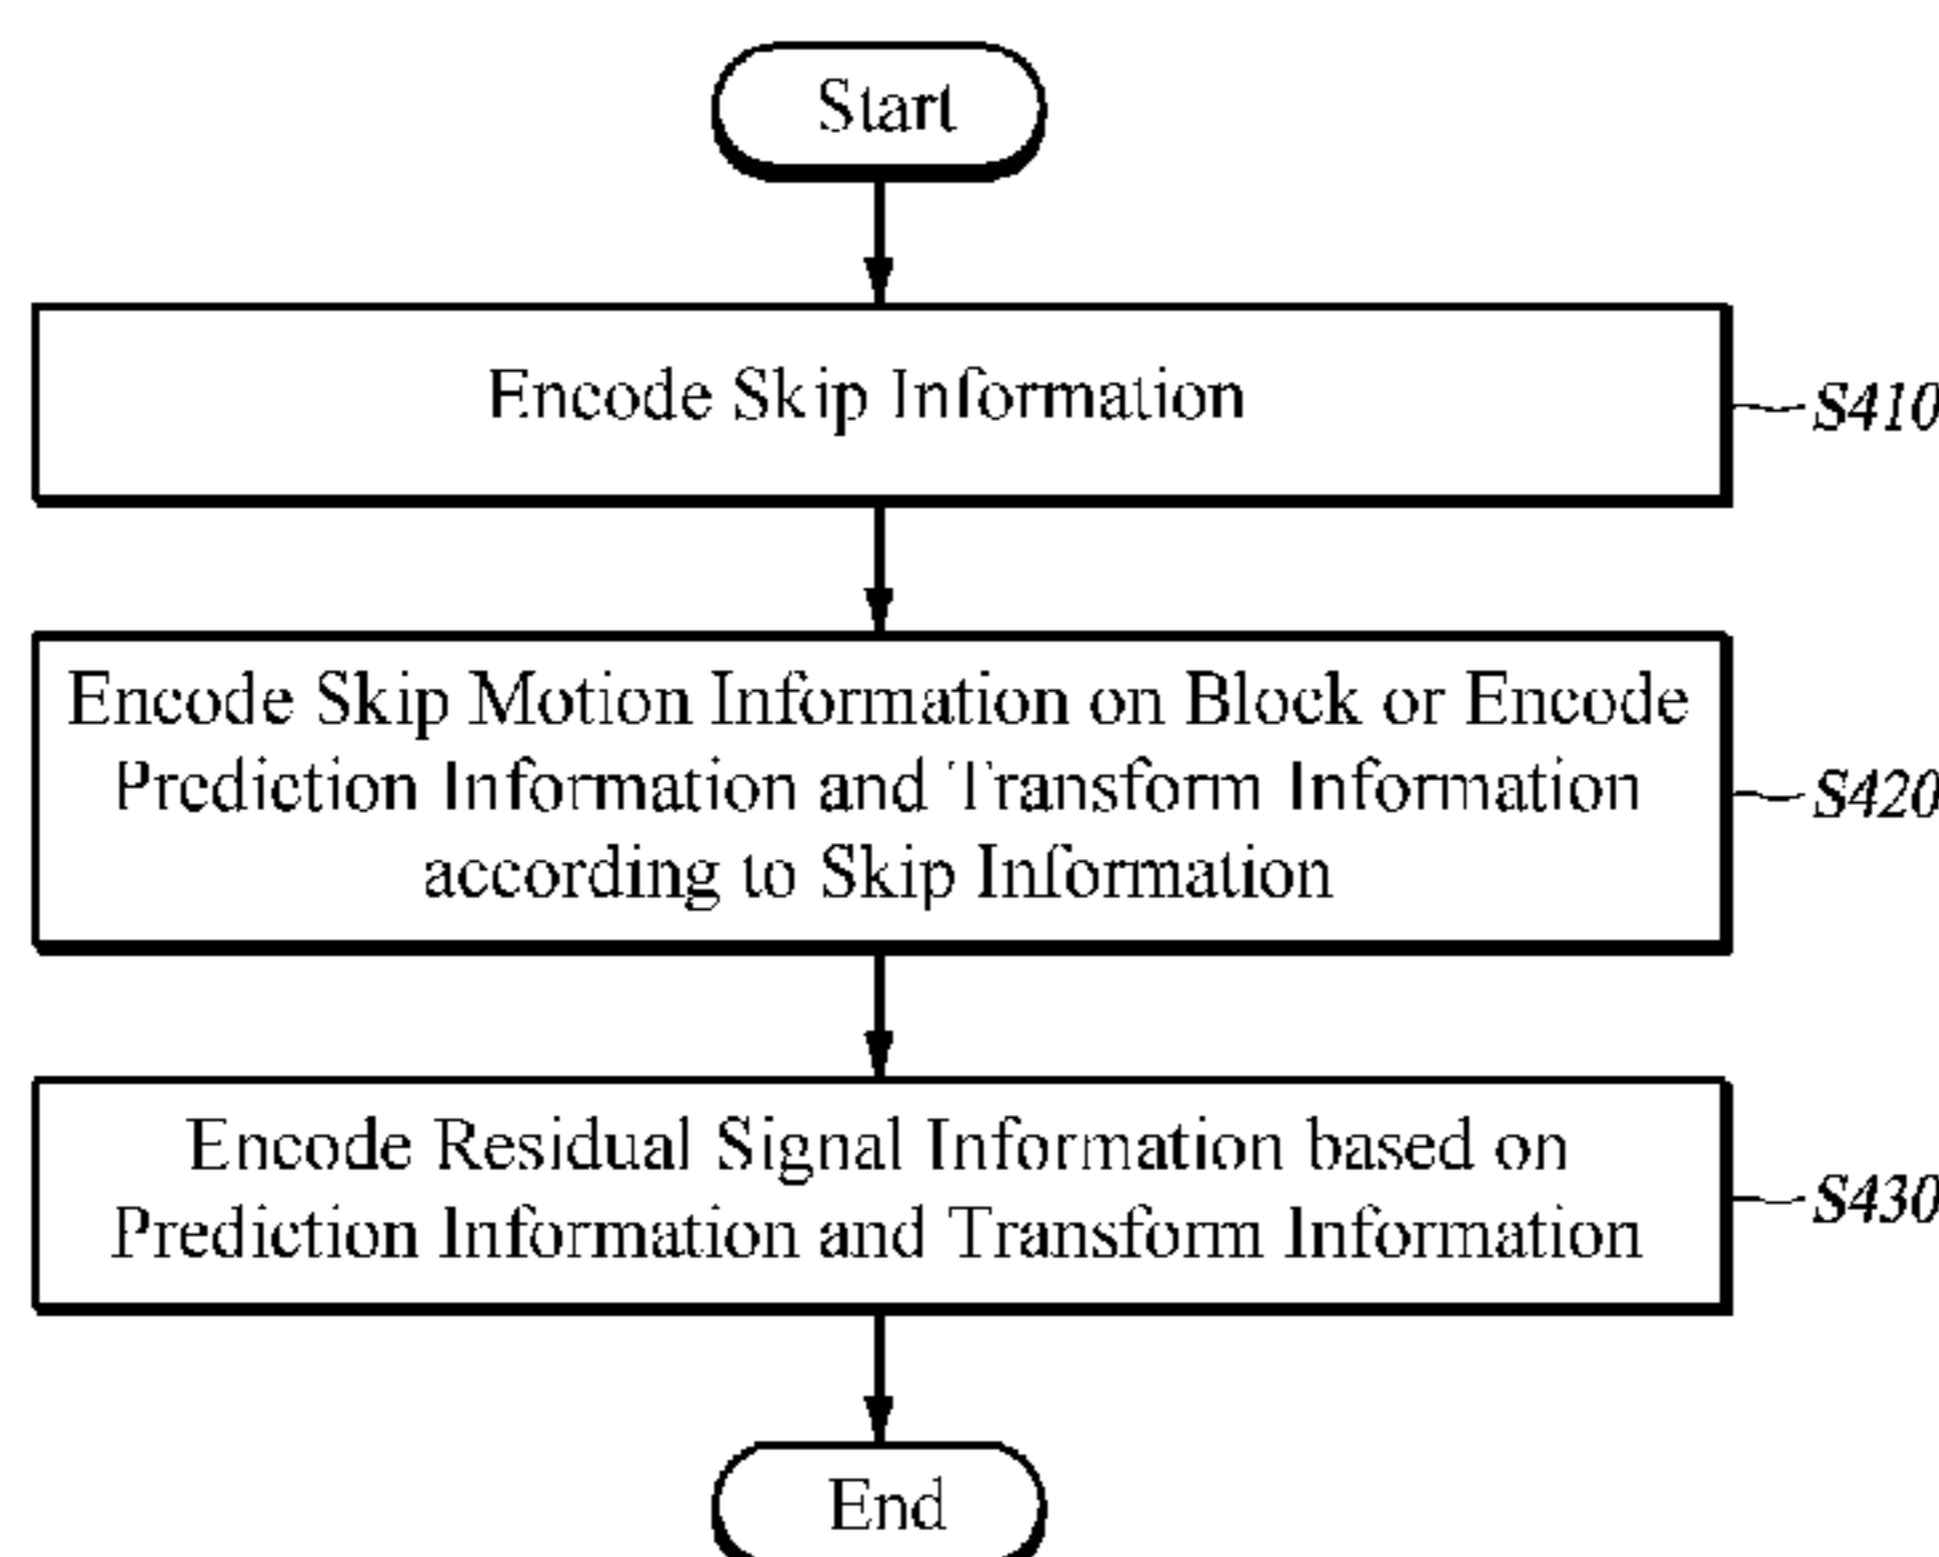 Start
Encode Skip Information
S410
Encode Skip Motion Information on Block or Encode
Prediction Information and Transform Information
according to Skip Information
S420
Encode Residual Signal Information based on
Prediction Information and Transform Information
S430
End